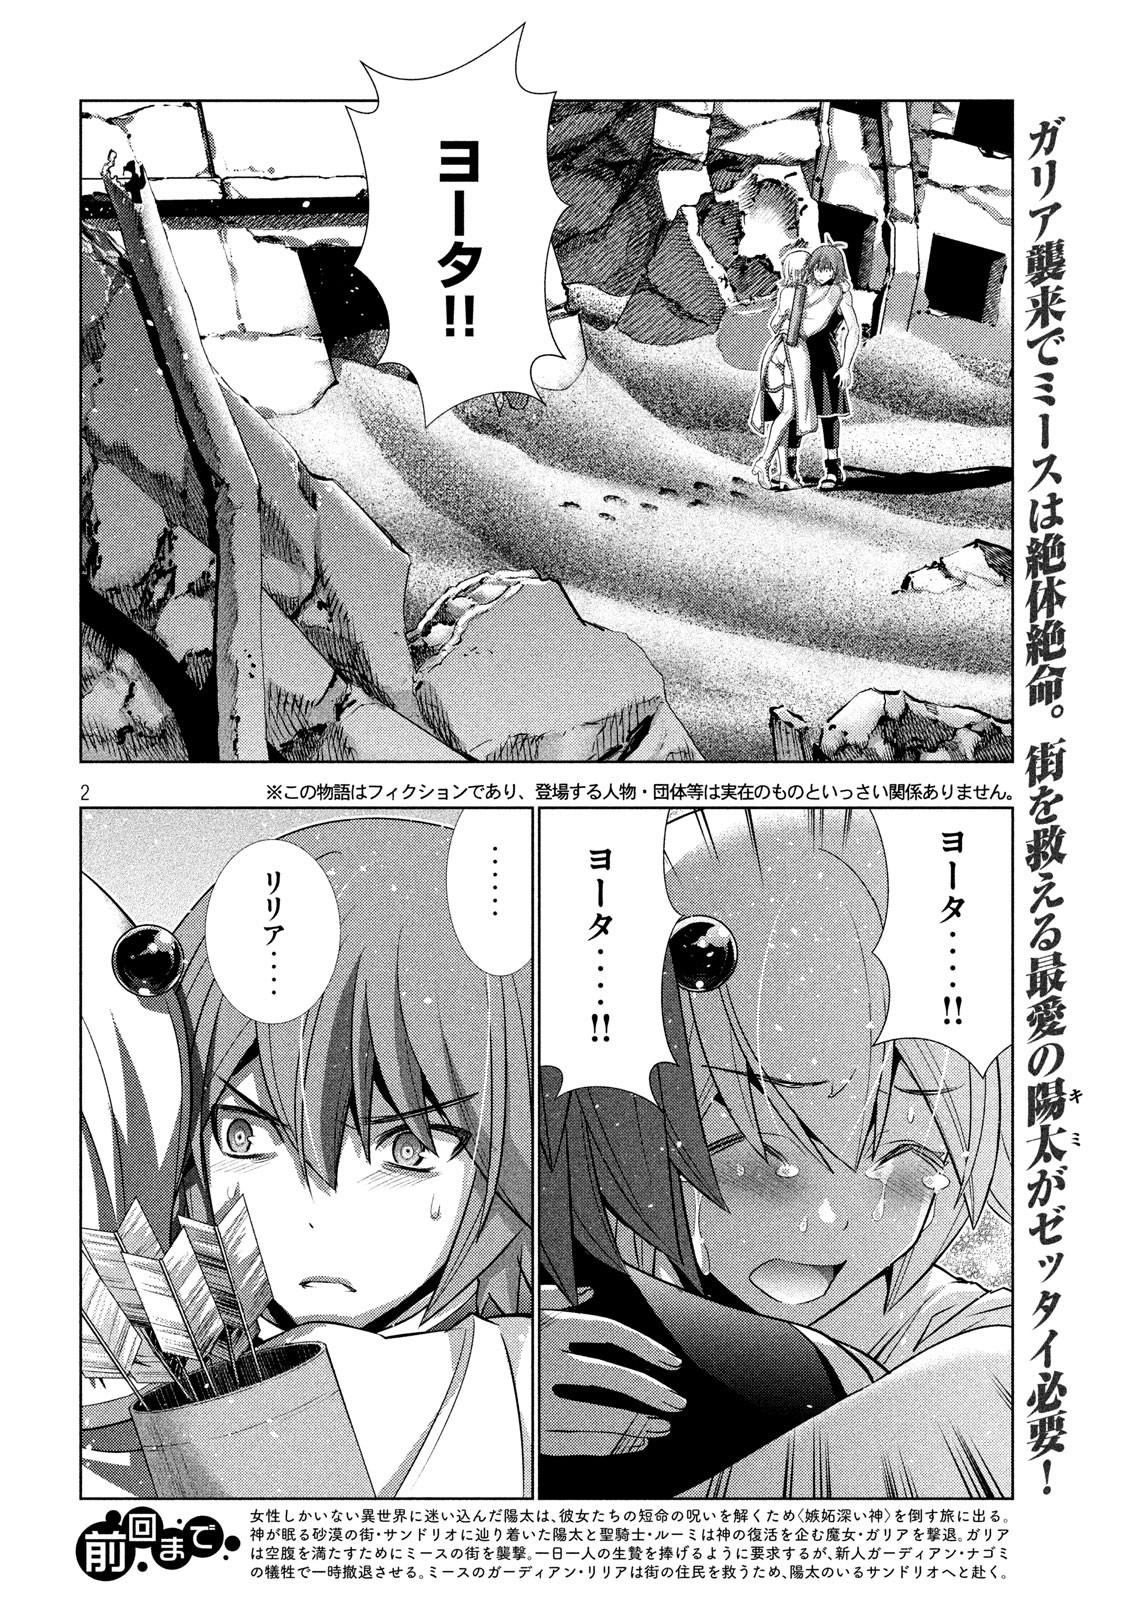 ガリア襲来でミースは絶体絶命。街を救える最愛の陽太がゼッタイ必要!
キミ
ヨータ!!
2
※この物語はフィクションであり、登場する人物・団体等は実在のものといっさい関係ありません。
ヨータ‥‥!!
ヨータ‥‥!!
‥‥‥
リリア‥‥
前回まで
女性しかいない異世界に迷い込んだ陽太は、彼女たちの短命の呪いを解くため〈嫉妬深い神〉を倒す旅に出る。
神が眠る砂漠の街・サンドリオに辿り着いた陽太と聖騎士・ルーミは神の復活を企む魔女・ガリアを撃退。ガリア
は空腹を満たすためにミースの街を襲撃。一日一人の生贄を捧げるように要求するが、新人ガーディアン・ナゴミ
の犠牲で一時撤退させる。ミースのガーディアン・リリアは街の住民を救うため、陽太のいるサンドリオへと赴く。